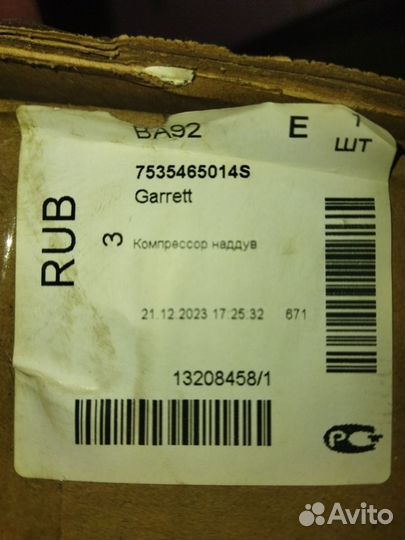 BA92 E 1
ШТ
7535465014S
Garrett
RUB
3 Компрессор наддув
21.12.2023 17:25:32 671
13208458/1
РСТ
Avito